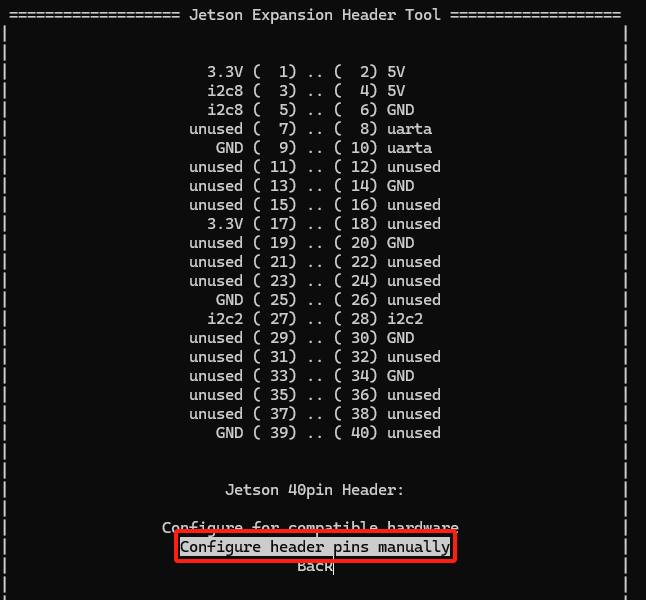 =================== Jetson Expansion Header Tool ===================
3.3V (  1) .. (  2) 5V
i2c8 (  3) .. (  4) 5V
i2c8 (  5) .. (  6) GND
unused (  7) .. (  8) uarta
GND (  9) .. ( 10) uarta
unused ( 11) .. ( 12) unused
unused ( 13) .. ( 14) GND
unused ( 15) .. ( 16) unused
3.3V ( 17) .. ( 18) unused
unused ( 19) .. ( 20) GND
unused ( 21) .. ( 22) unused
unused ( 23) .. ( 24) unused
GND ( 25) .. ( 26) unused
i2c2 ( 27) .. ( 28) i2c2
unused ( 29) .. ( 30) GND
unused ( 31) .. ( 32) unused
unused ( 33) .. ( 34) GND
unused ( 35) .. ( 36) unused
unused ( 37) .. ( 38) unused
GND ( 39) .. ( 40) unused
Jetson 40pin Header:
Configure for compatible hardware
Configure header pins manually
Back